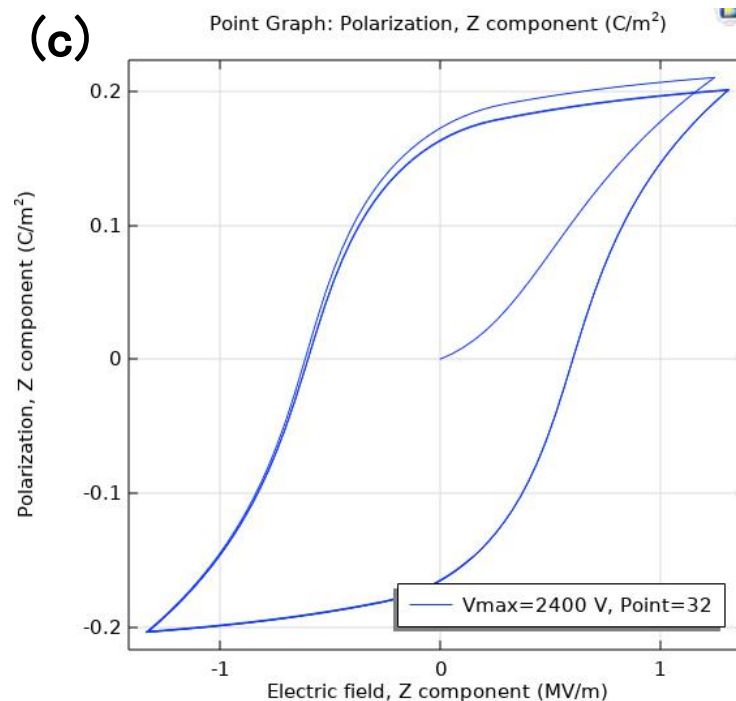 (c)
Point Graph: Polarization, Z component (C/m²)
Polarization, Z component (C/m²)
0.2
0.1
0
-0.1
-0.2
Vmax=2400 V, Point=32
-1
0
1
Electric field, Z component (MV/m)